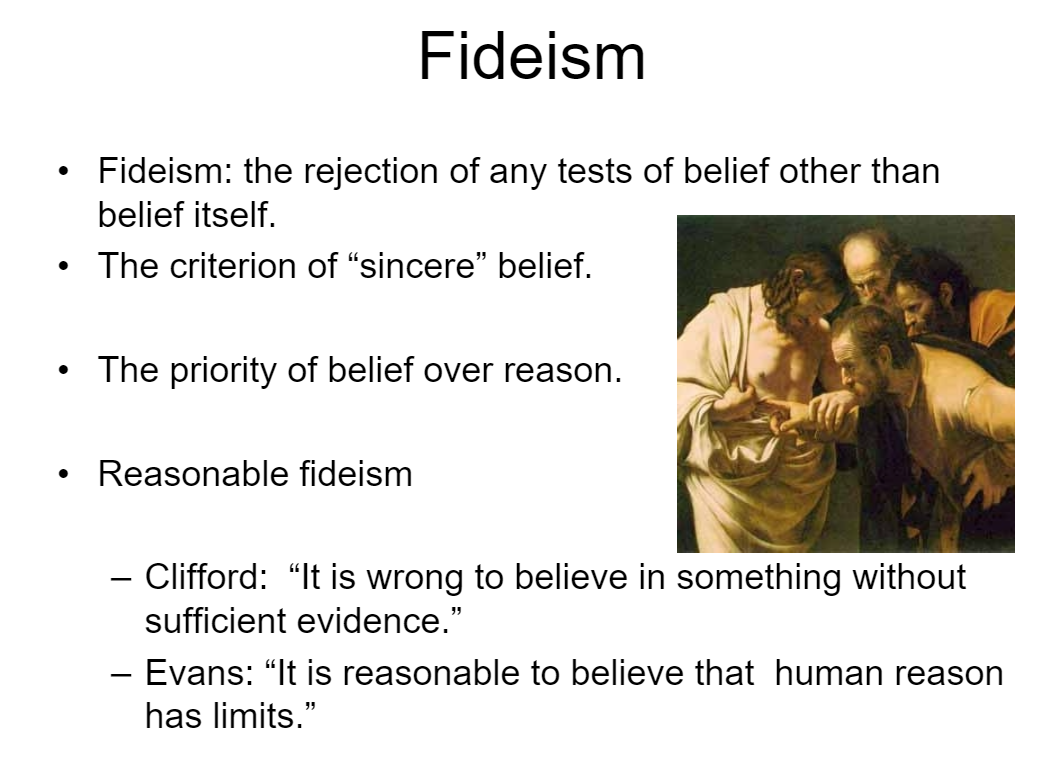 Fideism
• Fideism: the rejection of any tests of belief other than
belief itself.
• The criterion of “sincere” belief.
• The priority of belief over reason.
• Reasonable fideism
– Clifford:  “It is wrong to believe in something without
sufficient evidence.”
– Evans: “It is reasonable to believe that  human reason
has limits.”